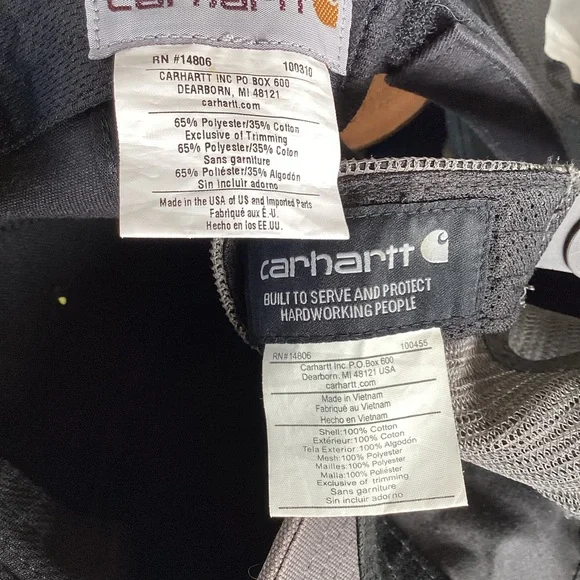 carhartt
RN #14806 100310
CARHARTT INC PO BOX 600
DEARBORN, MI 48121
carhartt.com
65% Polyester/35% Cotton
Exclusive of Trimming
65% Polyester/35% Coton
Sans garniture
65% Poliéster/35% Algodón
Sin incluir adorno
Made in the USA of US and Imported Parts
Fabriqué aux É.-U.
Hecho en los EE.UU.
carhartt
BUILT TO SERVE AND PROTECT
HARDWORKING PEOPLE
RN#14806 100455
Carhartt Inc. P.O.Box 600
Dearborn, MI 48121 USA
carhartt.com
Made in Vietnam
Fabriqué au Vietnam
Hecho en Vietnam
Shell:100% Cotton
Extérieur:100% Coton
Tela Exterior:100% Algodón
Mesh:100% Polyester
Mailles:100% Polyester
Malla:100% Poliéster
Exclusive of trimming
Sans garniture
Sin incluir adorno